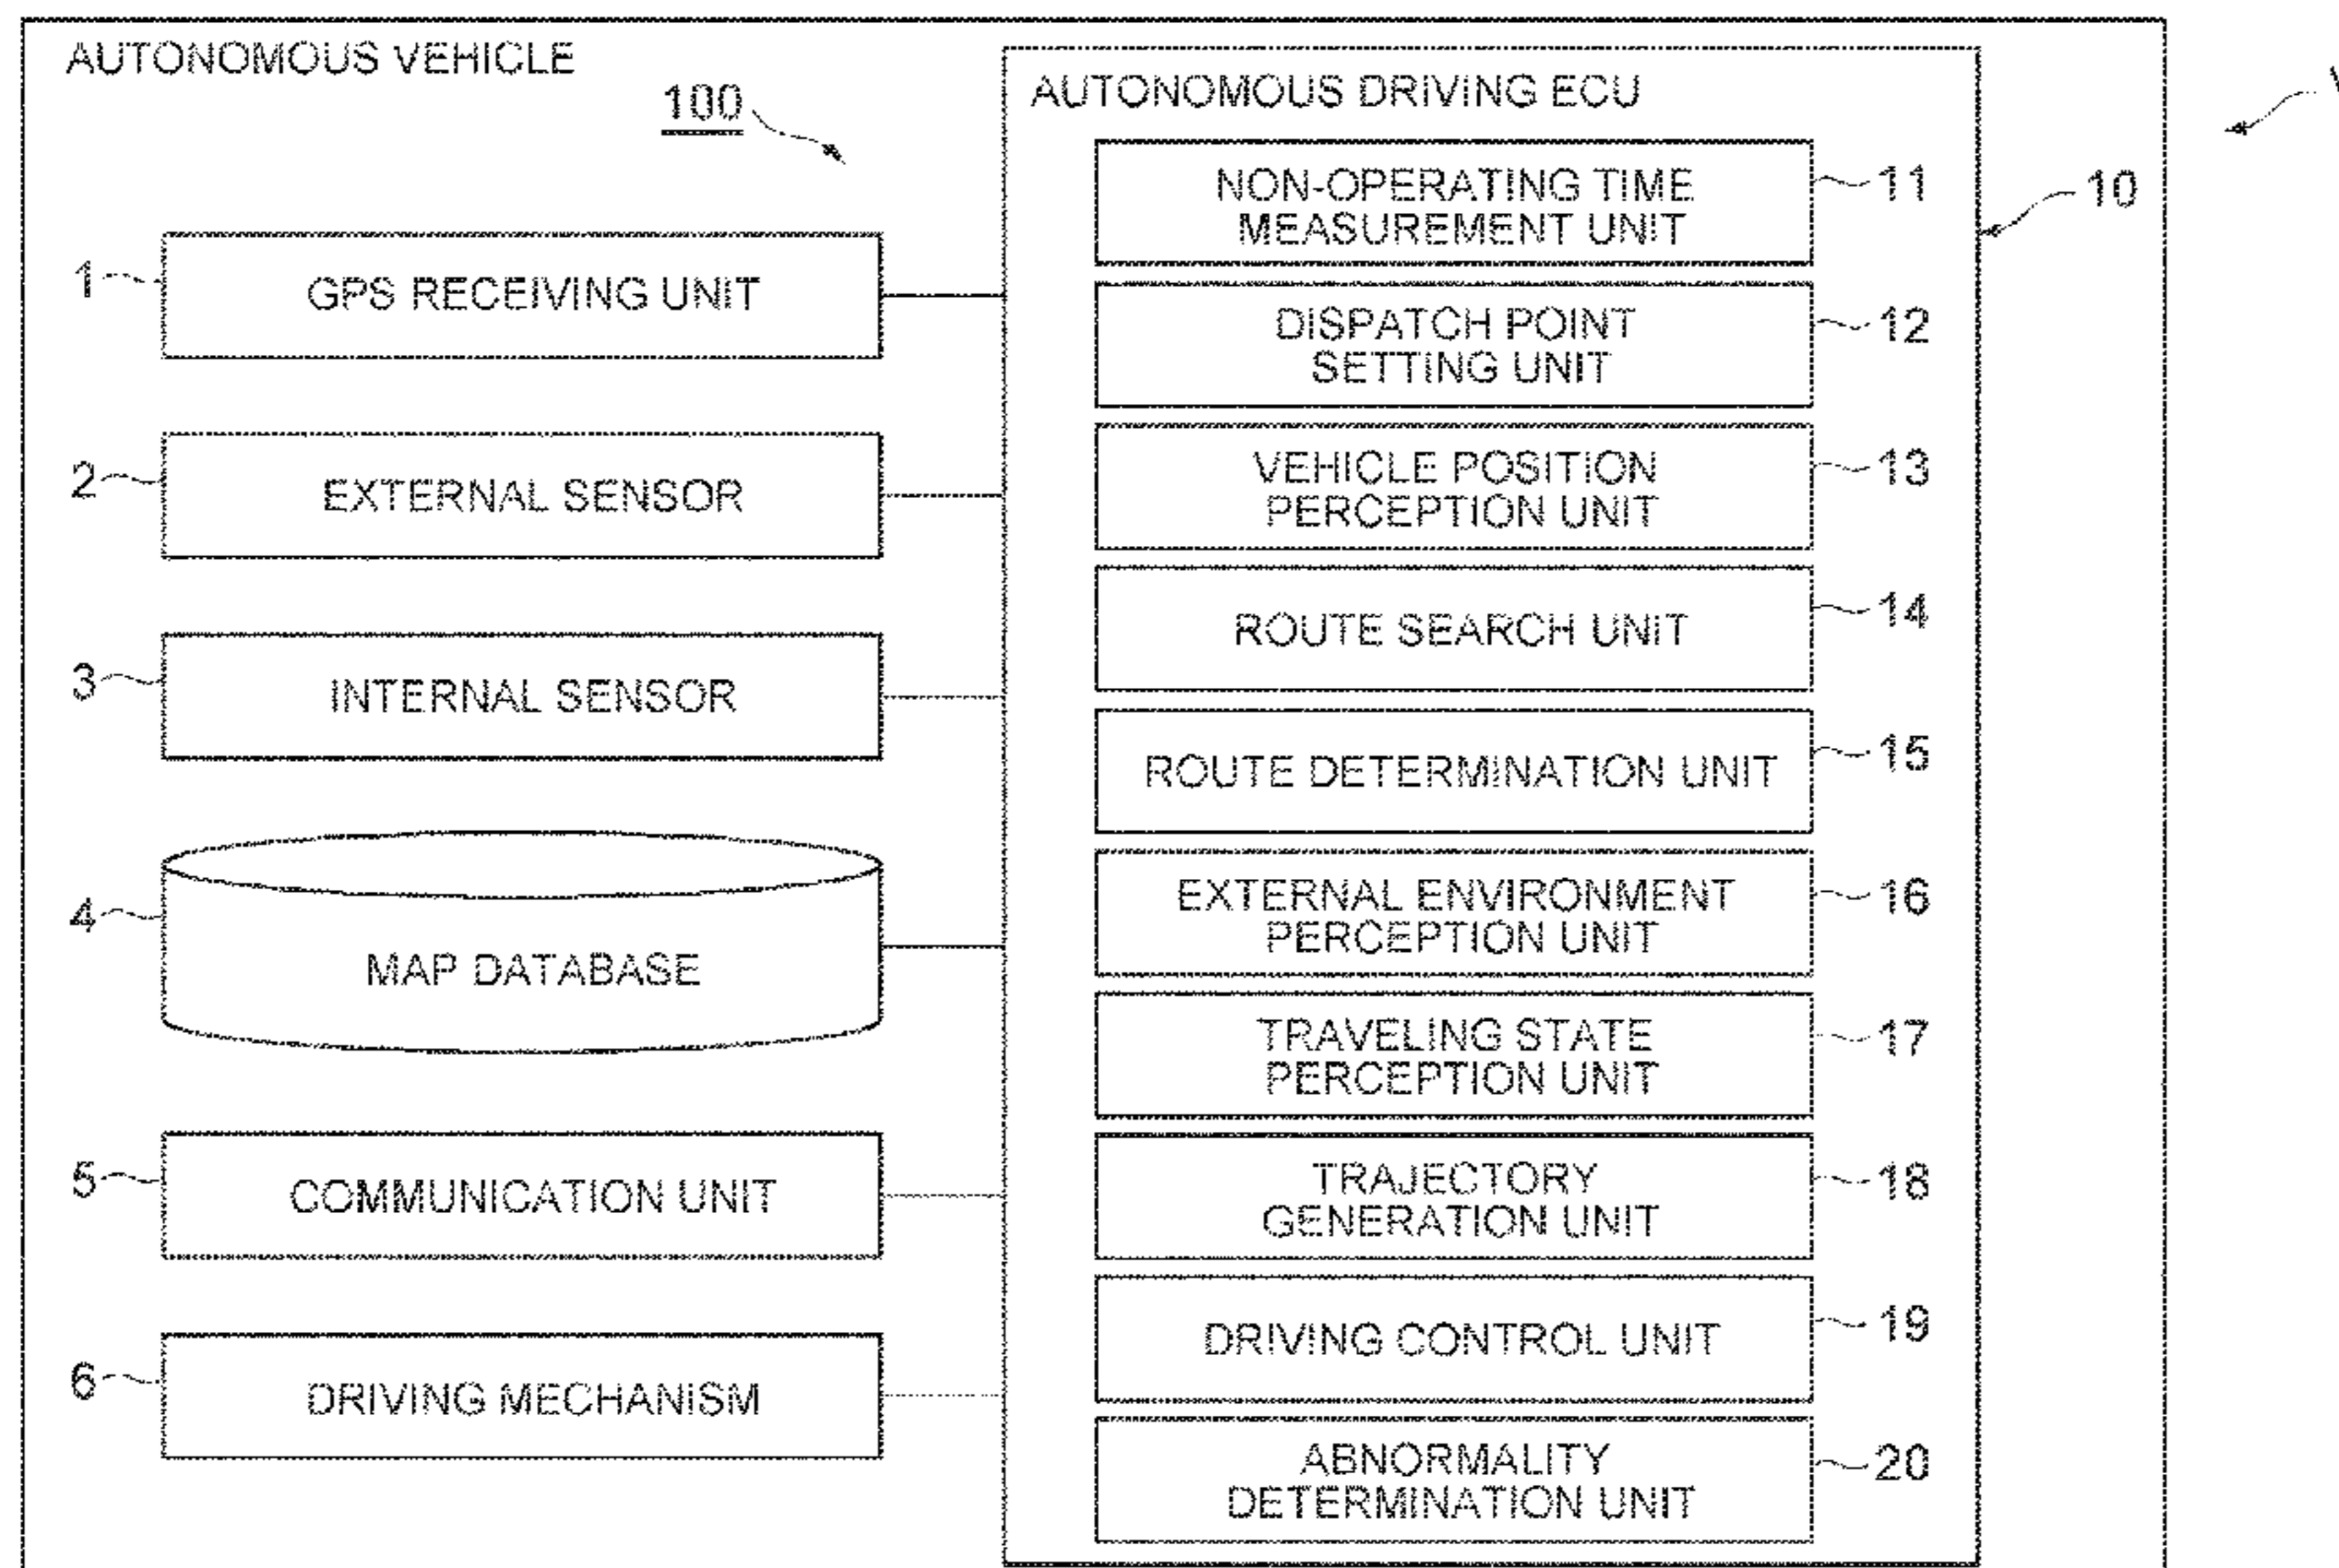 AUTONOMOUS VEHICLE
100
AUTONOMOUS DRIVING ECU
V
10
1
GPS RECEIVING UNIT
2
EXTERNAL SENSOR
3
INTERNAL SENSOR
4
MAP DATABASE
5
COMMUNICATION UNIT
6
DRIVING MECHANISM
NON-OPERATING TIME
MEASUREMENT UNIT
11
DISPATCH POINT
SETTING UNIT
12
VEHICLE POSITION
PERCEPTION UNIT
13
ROUTE SEARCH UNIT
14
ROUTE DETERMINATION UNIT
15
EXTERNAL ENVIRONMENT
PERCEPTION UNIT
16
TRAVELING STATE
PERCEPTION UNIT
17
TRAJECTORY
GENERATION UNIT
18
DRIVING CONTROL UNIT
19
ABNORMALITY
DETERMINATION UNIT
20